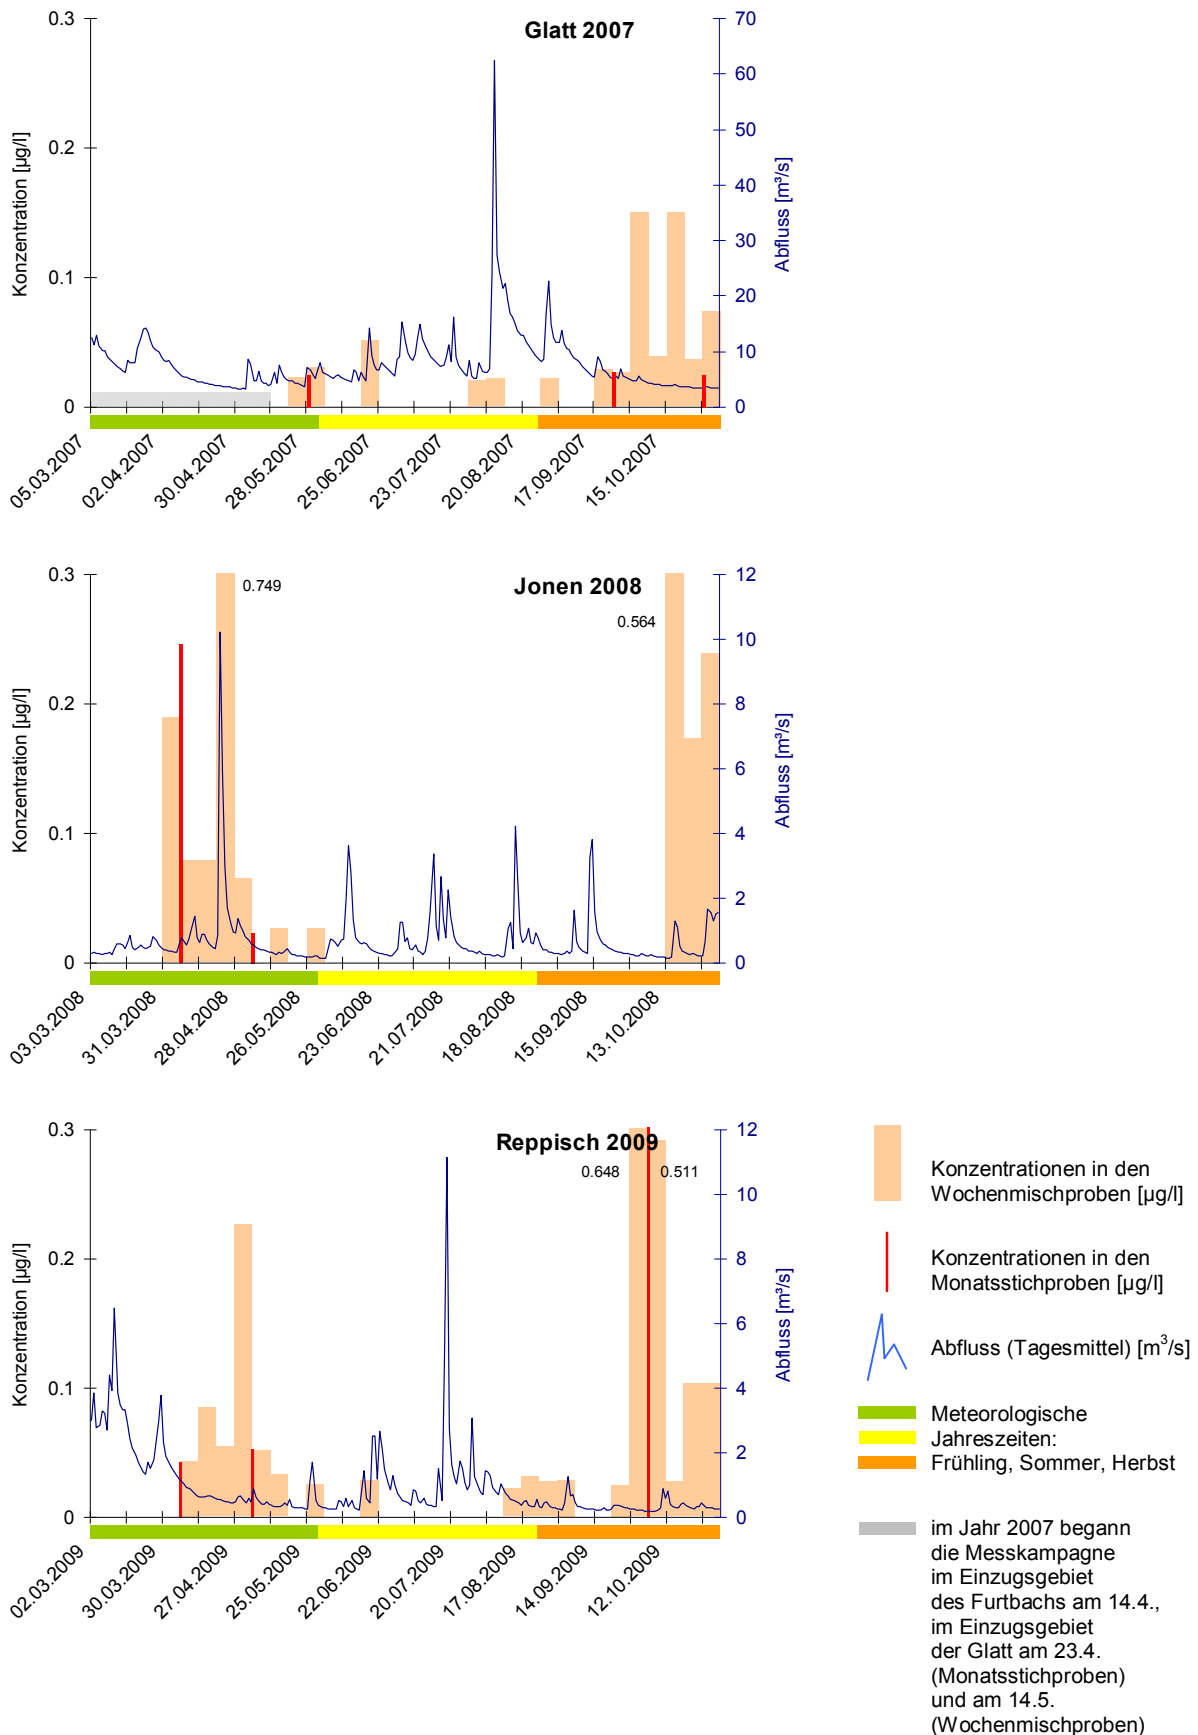 Glatt 2007
Konzentration [µg/l]
0.3
0.2
0.1
0
Abfluss [m³/s]
70
60
50
40
30
20
10
0
05.03.2007
02.04.2007
30.04.2007
28.05.2007
25.06.2007
23.07.2007
20.08.2007
17.09.2007
15.10.2007
Jonen 2008
Konzentration [µg/l]
0.3
0.2
0.1
0
0.749
0.564
Abfluss [m³/s]
12
10
8
6
4
2
0
03.03.2008
31.03.2008
28.04.2008
26.05.2008
23.06.2008
21.07.2008
18.08.2008
15.09.2008
13.10.2008
Reppisch 2009
Konzentration [µg/l]
0.3
0.2
0.1
0
0.648
0.511
Abfluss [m³/s]
12
10
8
6
4
2
0
02.03.2009
30.03.2009
27.04.2009
25.05.2009
22.06.2009
20.07.2009
17.08.2009
14.09.2009
12.10.2009
Konzentrationen in den
Wochenmischproben [µg/l]
Konzentrationen in den
Monatsstichproben [µg/l]
Abfluss (Tagesmittel) [m³/s]
Meteorologische
Jahreszeiten:
Frühling, Sommer, Herbst
im Jahr 2007 begann
die Messkampagne
im Einzugsgebiet
des Furtbachs am 14.4.,
im Einzugsgebiet
der Glatt am 23.4.
(Monatsstichproben)
und am 14.5.
(Wochenmischproben)